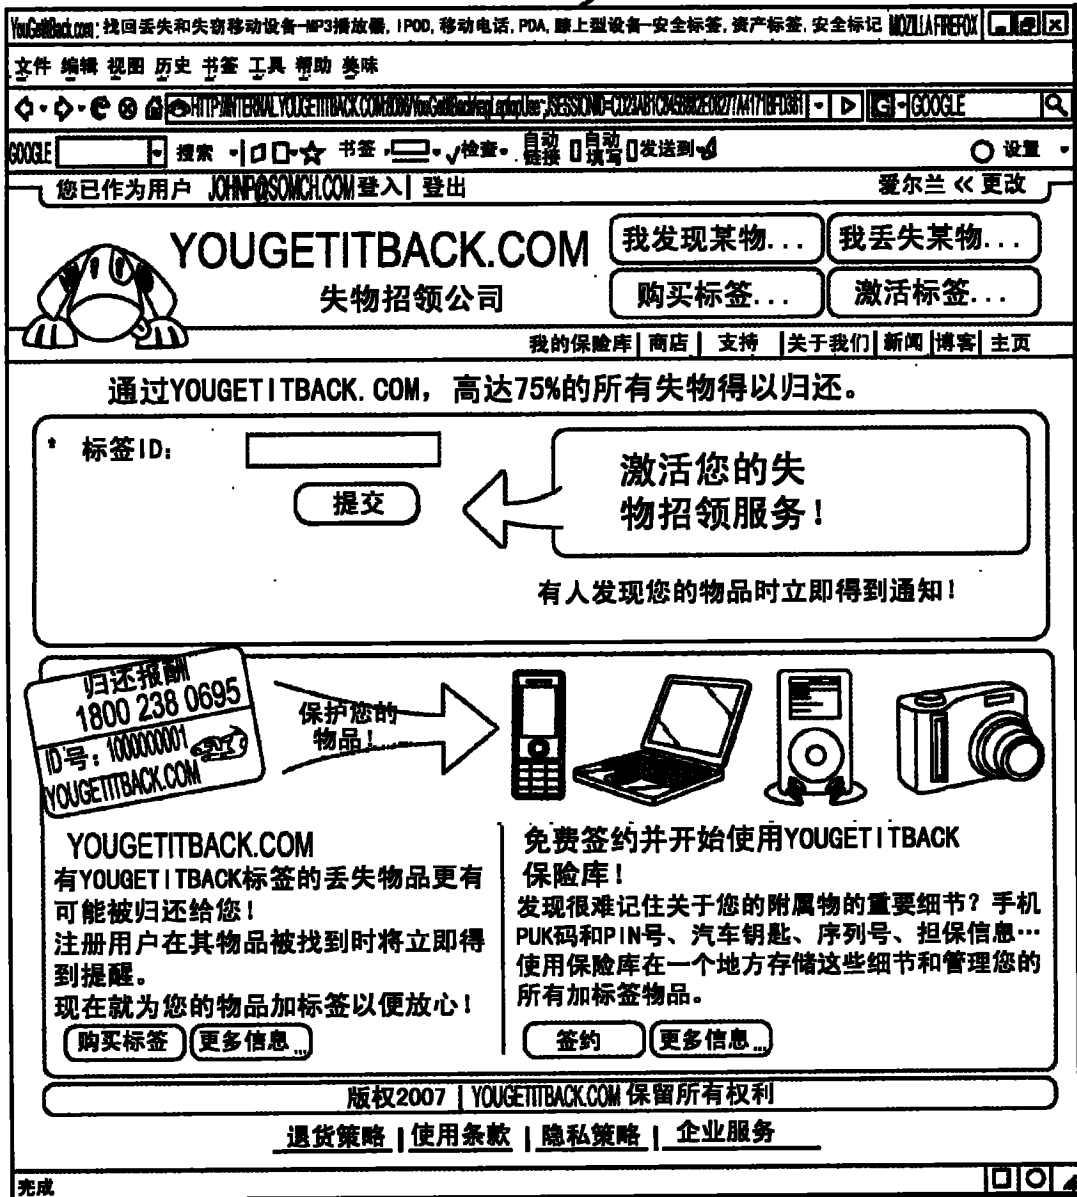 YouGetItBack.com: 找回丢失和失窃移动设备-MP3播放器, IPOD, 移动电话, PDA, 膝上型设备-安全标签, 资产标签, 安全标记 MOZILLA FIREFOX
文件 编辑 视图 历史 书签 工具 帮助 美味
GOOGLE
GOOGLE 搜索 书签 检查 自动链接 自动填写 发送到 设置
您已作为用户 JOHNP@SOMCH.COM 登入| 登出 爱尔兰 << 更改
YOUGETITBACK.COM
失物招领公司
我发现某物... 我丢失某物...
购买标签... 激活标签...
我的保险库| 商店| 支持 |关于我们| 新闻 |博客| 主页
通过YOUGETITBACK.COM，高达75%的所有失物得以归还。
* 标签ID:
提交
激活您的失
物招领服务!
有人发现您的物品时立即得到通知!
归还报酬
1800 238 0695
ID号: 1000000001
YOUGETITBACK.COM
保护您的
物品!
YOUGETITBACK.COM
有YOUGETITBACK标签的丢失物品更有
可能被归还给您!
注册用户在其物品被找到时将立即得
到提醒。
现在就为您的物品加标签以便放心!
购买标签 更多信息...
免费签约并开始使用YOUGETITBACK
保险库!
发现很难记住关于您的附属物的重要细节? 手机
PUK码和PIN号、汽车钥匙、序列号、担保信息…
使用保险库在一个地方存储这些细节和管理您的
所有加标签物品。
签约 更多信息...
版权2007 | YOUGETITBACK.COM 保留所有权利
退货策略 | 使用条款 | 隐私策略 | 企业服务
完成